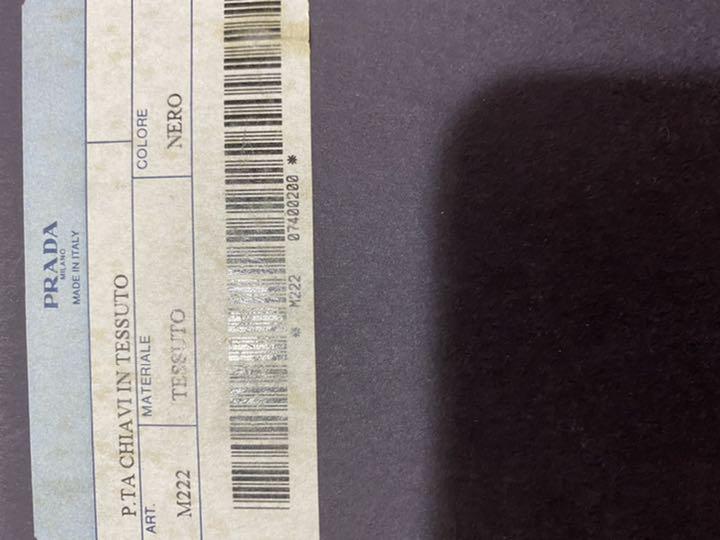 PRADA
MILANO
MADE IN ITALY
P.TA CHIAVI IN TESSUTO
ART. MATERIALE COLORE
M222 TESSUTO NERO
* M222 07400200 *